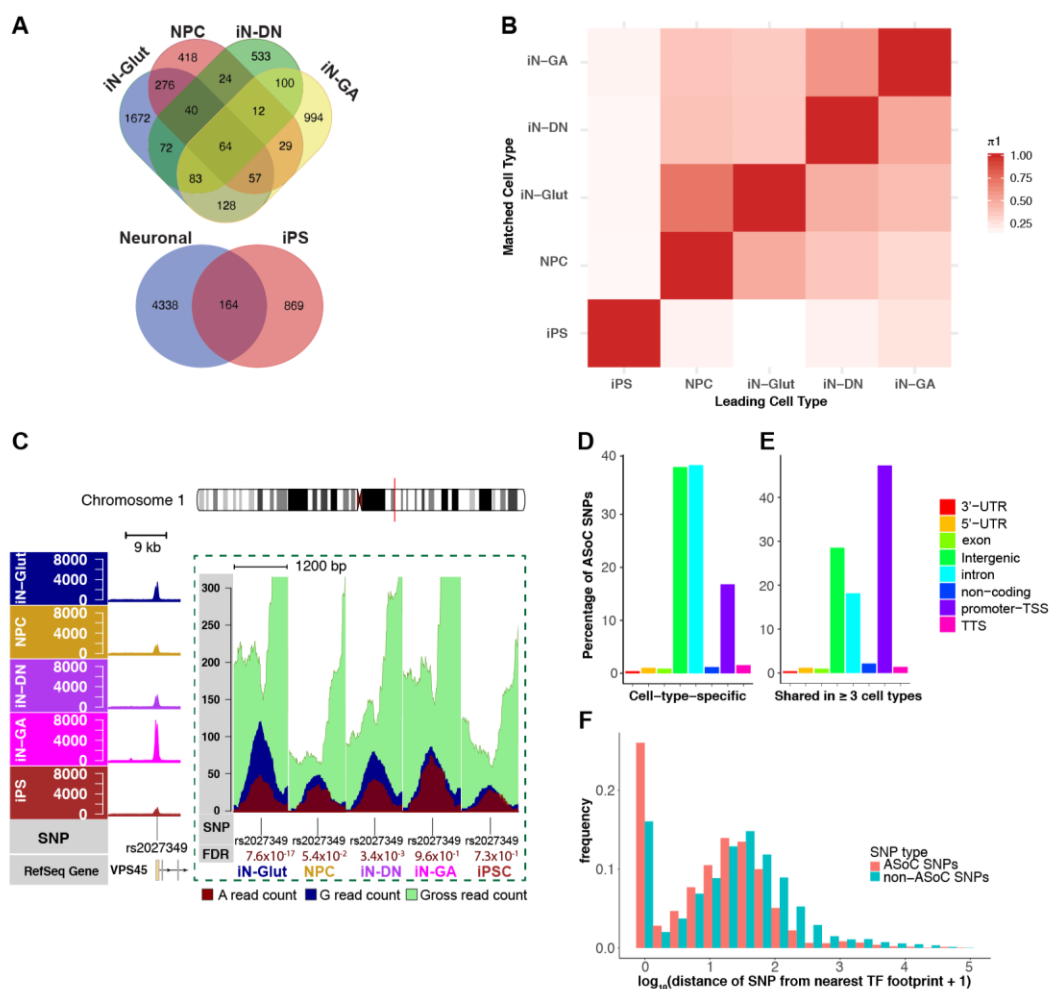 A
NPC
iN-DN
iN-Glut
iN-GA
418
533
276
24
100
1672
40
12
994
72
64
29
83
57
128
Neuronal
iPS
4338
164
869
B
Matched Cell Type
iN−GA
iN−DN
iN−Glut
NPC
iPS
iPS
NPC
iN−Glut
iN−DN
iN−GA
Leading Cell Type
π1
1.00
0.75
0.50
0.25
C
Chromosome 1
9 kb
iN−Glut
8000
4000
0
NPC
8000
4000
0
iN−DN
8000
4000
0
iN−GA
8000
4000
0
iPS
8000
4000
0
SNP
rs2027349
RefSeq Gene
VPS45
1200 bp
300
250
200
150
100
50
0
SNP
rs2027349 rs2027349 rs2027349 rs2027349 rs2027349
FDR
7.6x10⁻¹⁷ 5.4x10⁻² 3.4x10⁻³ 9.6x10⁻¹ 7.3x10⁻¹
iN-Glut NPC iN-DN iN-GA iPSC
A read count G read count Gross read count
D
Percentage of ASoC SNPs
40
30
20
10
0
Cell−type−specific
E
40
30
20
10
0
Shared in ≥ 3 cell types
3'−UTR
5'−UTR
exon
Intergenic
intron
non−coding
promoter−TSS
TTS
F
frequency
0.2
0.1
0.0
0 1 2 3 4 5
log₁₀(distance of SNP from nearest TF footprint + 1)
SNP type
ASoC SNPs
non−ASoC SNPs